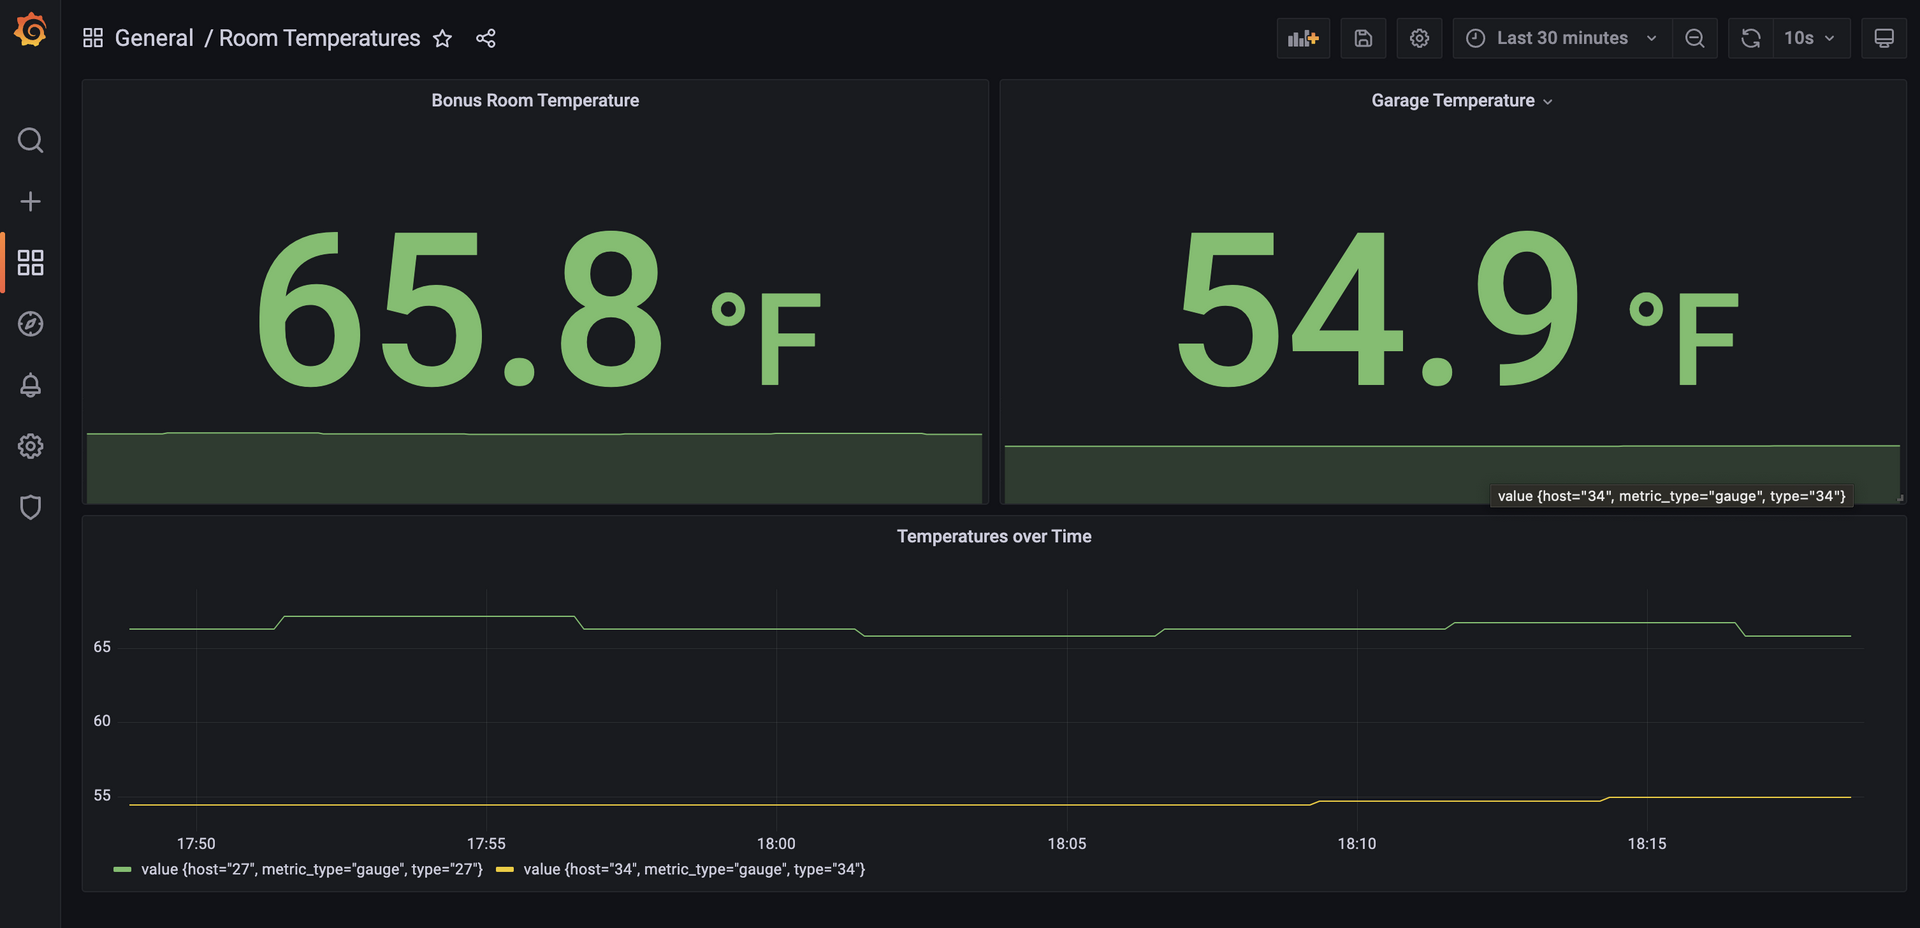 General / Room Temperatures
Last 30 minutes
10s
Bonus Room Temperature
65.8 °F
Garage Temperature
54.9 °F
value {host="34", metric_type="gauge", type="34"}
Temperatures over Time
65
60
55
17:50 17:55 18:00 18:05 18:10 18:15
value {host="27", metric_type="gauge", type="27"} value {host="34", metric_type="gauge", type="34"}